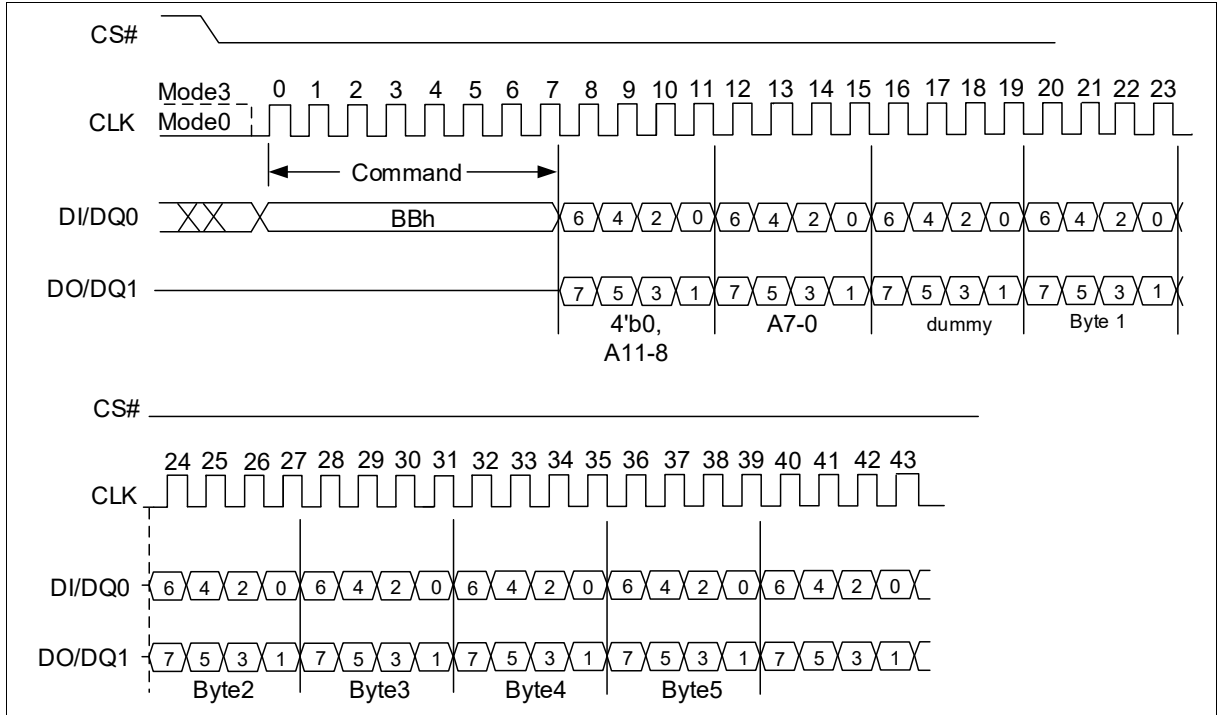 CS#
Mode3 0 1 2 3 4 5 6 7 8 9 10 11 12 13 14 15 16 17 18 19 20 21 22 23
CLK Mode0
Command
DI/DQ0 BBh 6 4 2 0 6 4 2 0 6 4 2 0 6 4 2 0
DO/DQ1 7 5 3 1 7 5 3 1 7 5 3 1 7 5 3 1
4'b0, A7-0 dummy Byte 1
A11-8
CS#
24 25 26 27 28 29 30 31 32 33 34 35 36 37 38 39 40 41 42 43
CLK
DI/DQ0 6 4 2 0 6 4 2 0 6 4 2 0 6 4 2 0 6 4 2 0
DO/DQ1 7 5 3 1 7 5 3 1 7 5 3 1 7 5 3 1 7 5 3 1
Byte2 Byte3 Byte4 Byte5